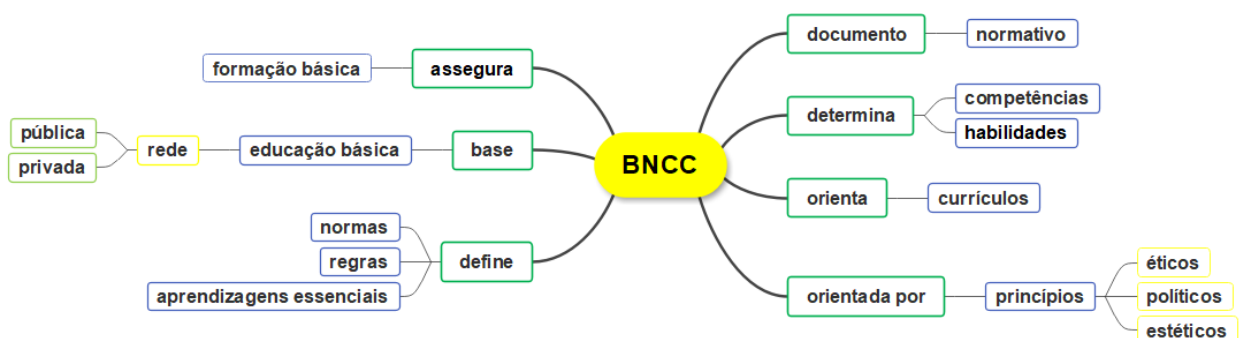 BNCC
documento
normativo
determina
competências
habilidades
orienta
currículos
orientada por
princípios
éticos
políticos
estéticos
assegura
formação básica
base
educação básica
rede
pública
privada
define
normas
regras
aprendizagens essenciais